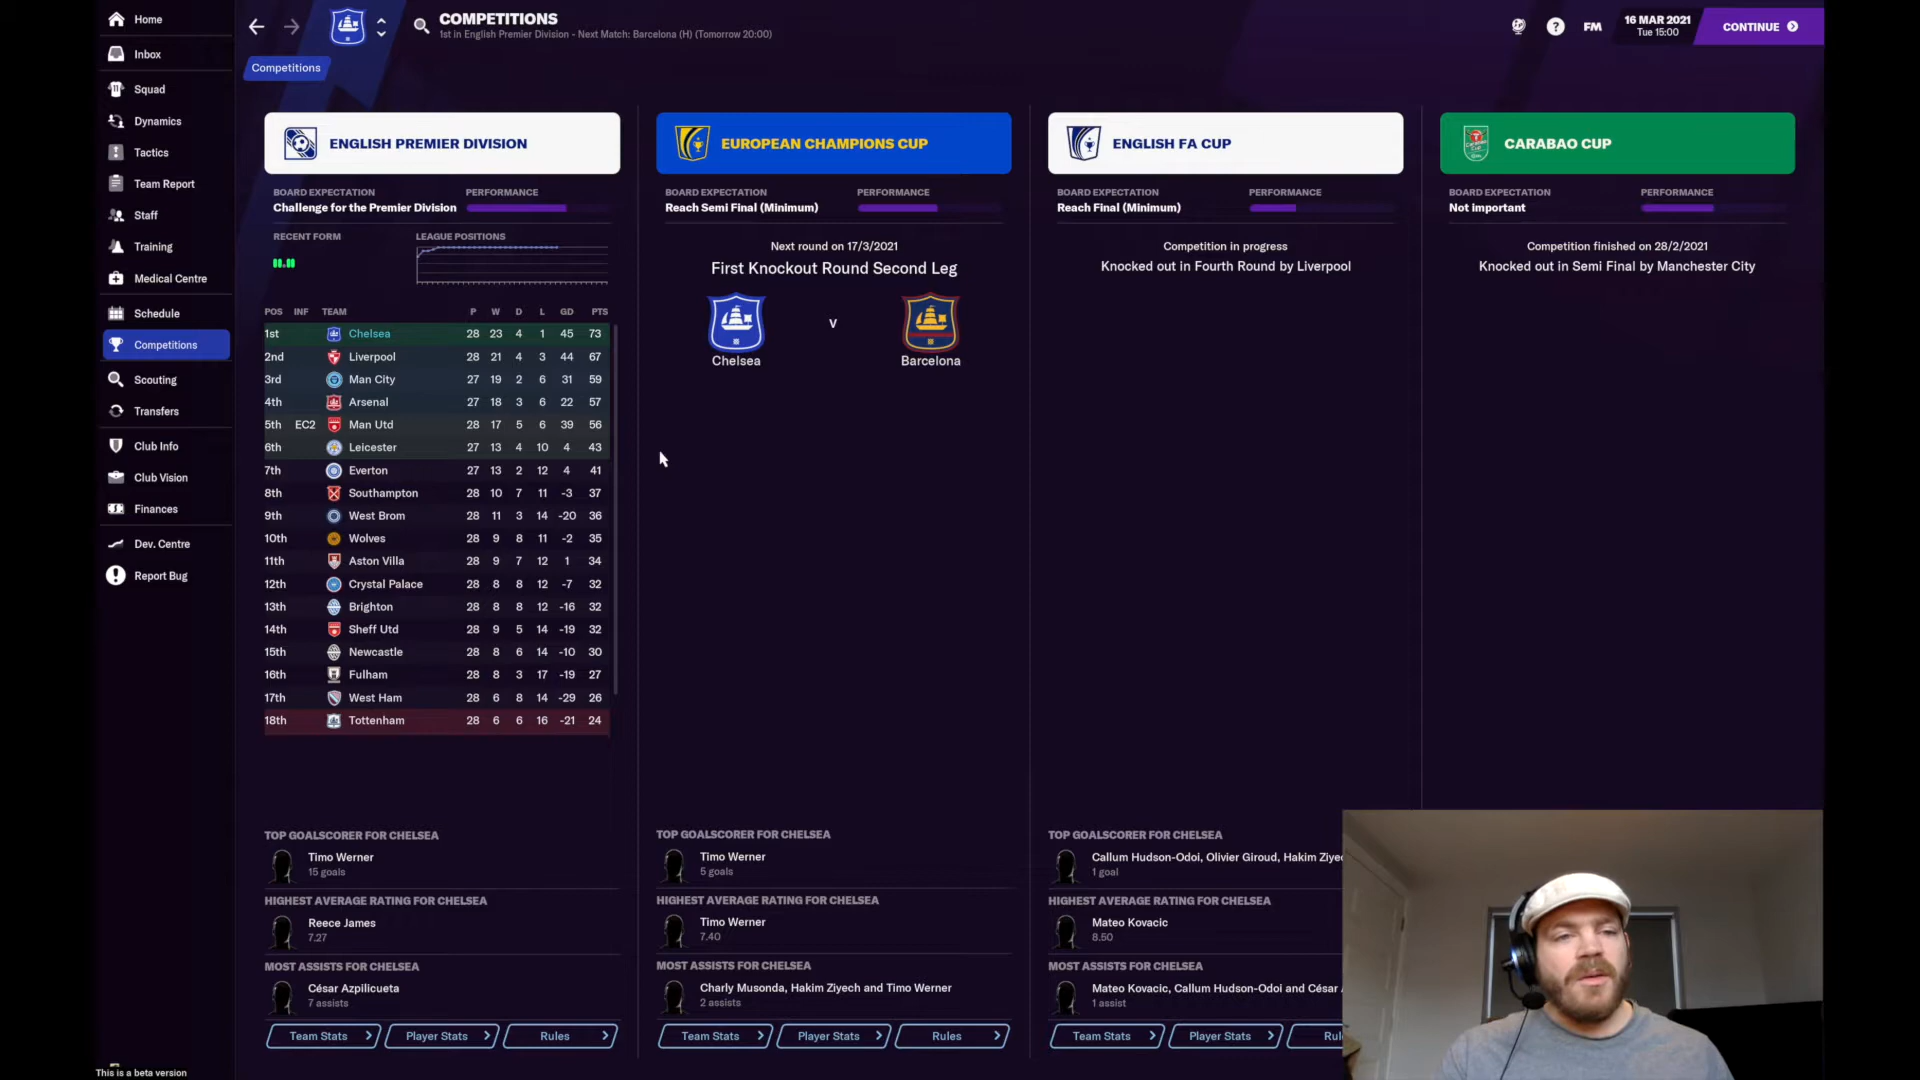 Home
Inbox
Squad
Dynamics
Tactics
Team Report
Staff
Training
Medical Centre
Schedule
Competitions
Scouting
Transfers
Club Info
Club Vision
Finances
Dev. Centre
Report Bug
This is a beta version
COMPETITIONS
1st in English Premier Division - Next Match: Barcelona (H) (Tomorrow 20:00)
FM
16 MAR 2021
Tue 15:00
CONTINUE
Competitions
ENGLISH PREMIER DIVISION
BOARD EXPECTATION PERFORMANCE
Challenge for the Premier Division
RECENT FORM LEAGUE POSITIONS
POS INF TEAM P W D L GD PTS
1st Chelsea 28 23 4 1 45 73
2nd Liverpool 28 21 4 3 44 67
3rd Man City 27 19 2 6 31 59
4th Arsenal 27 18 3 6 22 57
5th EC2 Man Utd 28 17 5 6 39 56
6th Leicester 27 13 4 10 4 43
7th Everton 27 13 2 12 4 41
8th Southampton 28 10 7 11 -3 37
9th West Brom 28 11 3 14 -20 36
10th Wolves 28 9 8 11 -2 35
11th Aston Villa 28 9 7 12 1 34
12th Crystal Palace 28 8 8 12 -7 32
13th Brighton 28 8 8 12 -16 32
14th Sheff Utd 28 9 5 14 -19 32
15th Newcastle 28 8 6 14 -10 30
16th Fulham 28 8 3 17 -19 27
17th West Ham 28 6 8 14 -29 26
18th Tottenham 28 6 6 16 -21 24
TOP GOALSCORER FOR CHELSEA
Timo Werner
15 goals
HIGHEST AVERAGE RATING FOR CHELSEA
Reece James
7.27
MOST ASSISTS FOR CHELSEA
César Azpilicueta
7 assists
Team Stats Player Stats Rules
EUROPEAN CHAMPIONS CUP
BOARD EXPECTATION PERFORMANCE
Reach Semi Final (Minimum)
Next round on 17/3/2021
First Knockout Round Second Leg
v
Chelsea Barcelona
TOP GOALSCORER FOR CHELSEA
Timo Werner
5 goals
HIGHEST AVERAGE RATING FOR CHELSEA
Timo Werner
7.40
MOST ASSISTS FOR CHELSEA
Charly Musonda, Hakim Ziyech and Timo Werner
2 assists
Team Stats Player Stats Rules
ENGLISH FA CUP
BOARD EXPECTATION PERFORMANCE
Reach Final (Minimum)
Competition in progress
Knocked out in Fourth Round by Liverpool
TOP GOALSCORER FOR CHELSEA
Callum Hudson-Odoi, Olivier Giroud, Hakim Ziyec
1 goal
HIGHEST AVERAGE RATING FOR CHELSEA
Mateo Kovacic
8.50
MOST ASSISTS FOR CHELSEA
Mateo Kovacic, Callum Hudson-Odoi and César
1 assist
Team Stats Player Stats Ru
CARABAO CUP
BOARD EXPECTATION PERFORMANCE
Not important
Competition finished on 28/2/2021
Knocked out in Semi Final by Manchester City